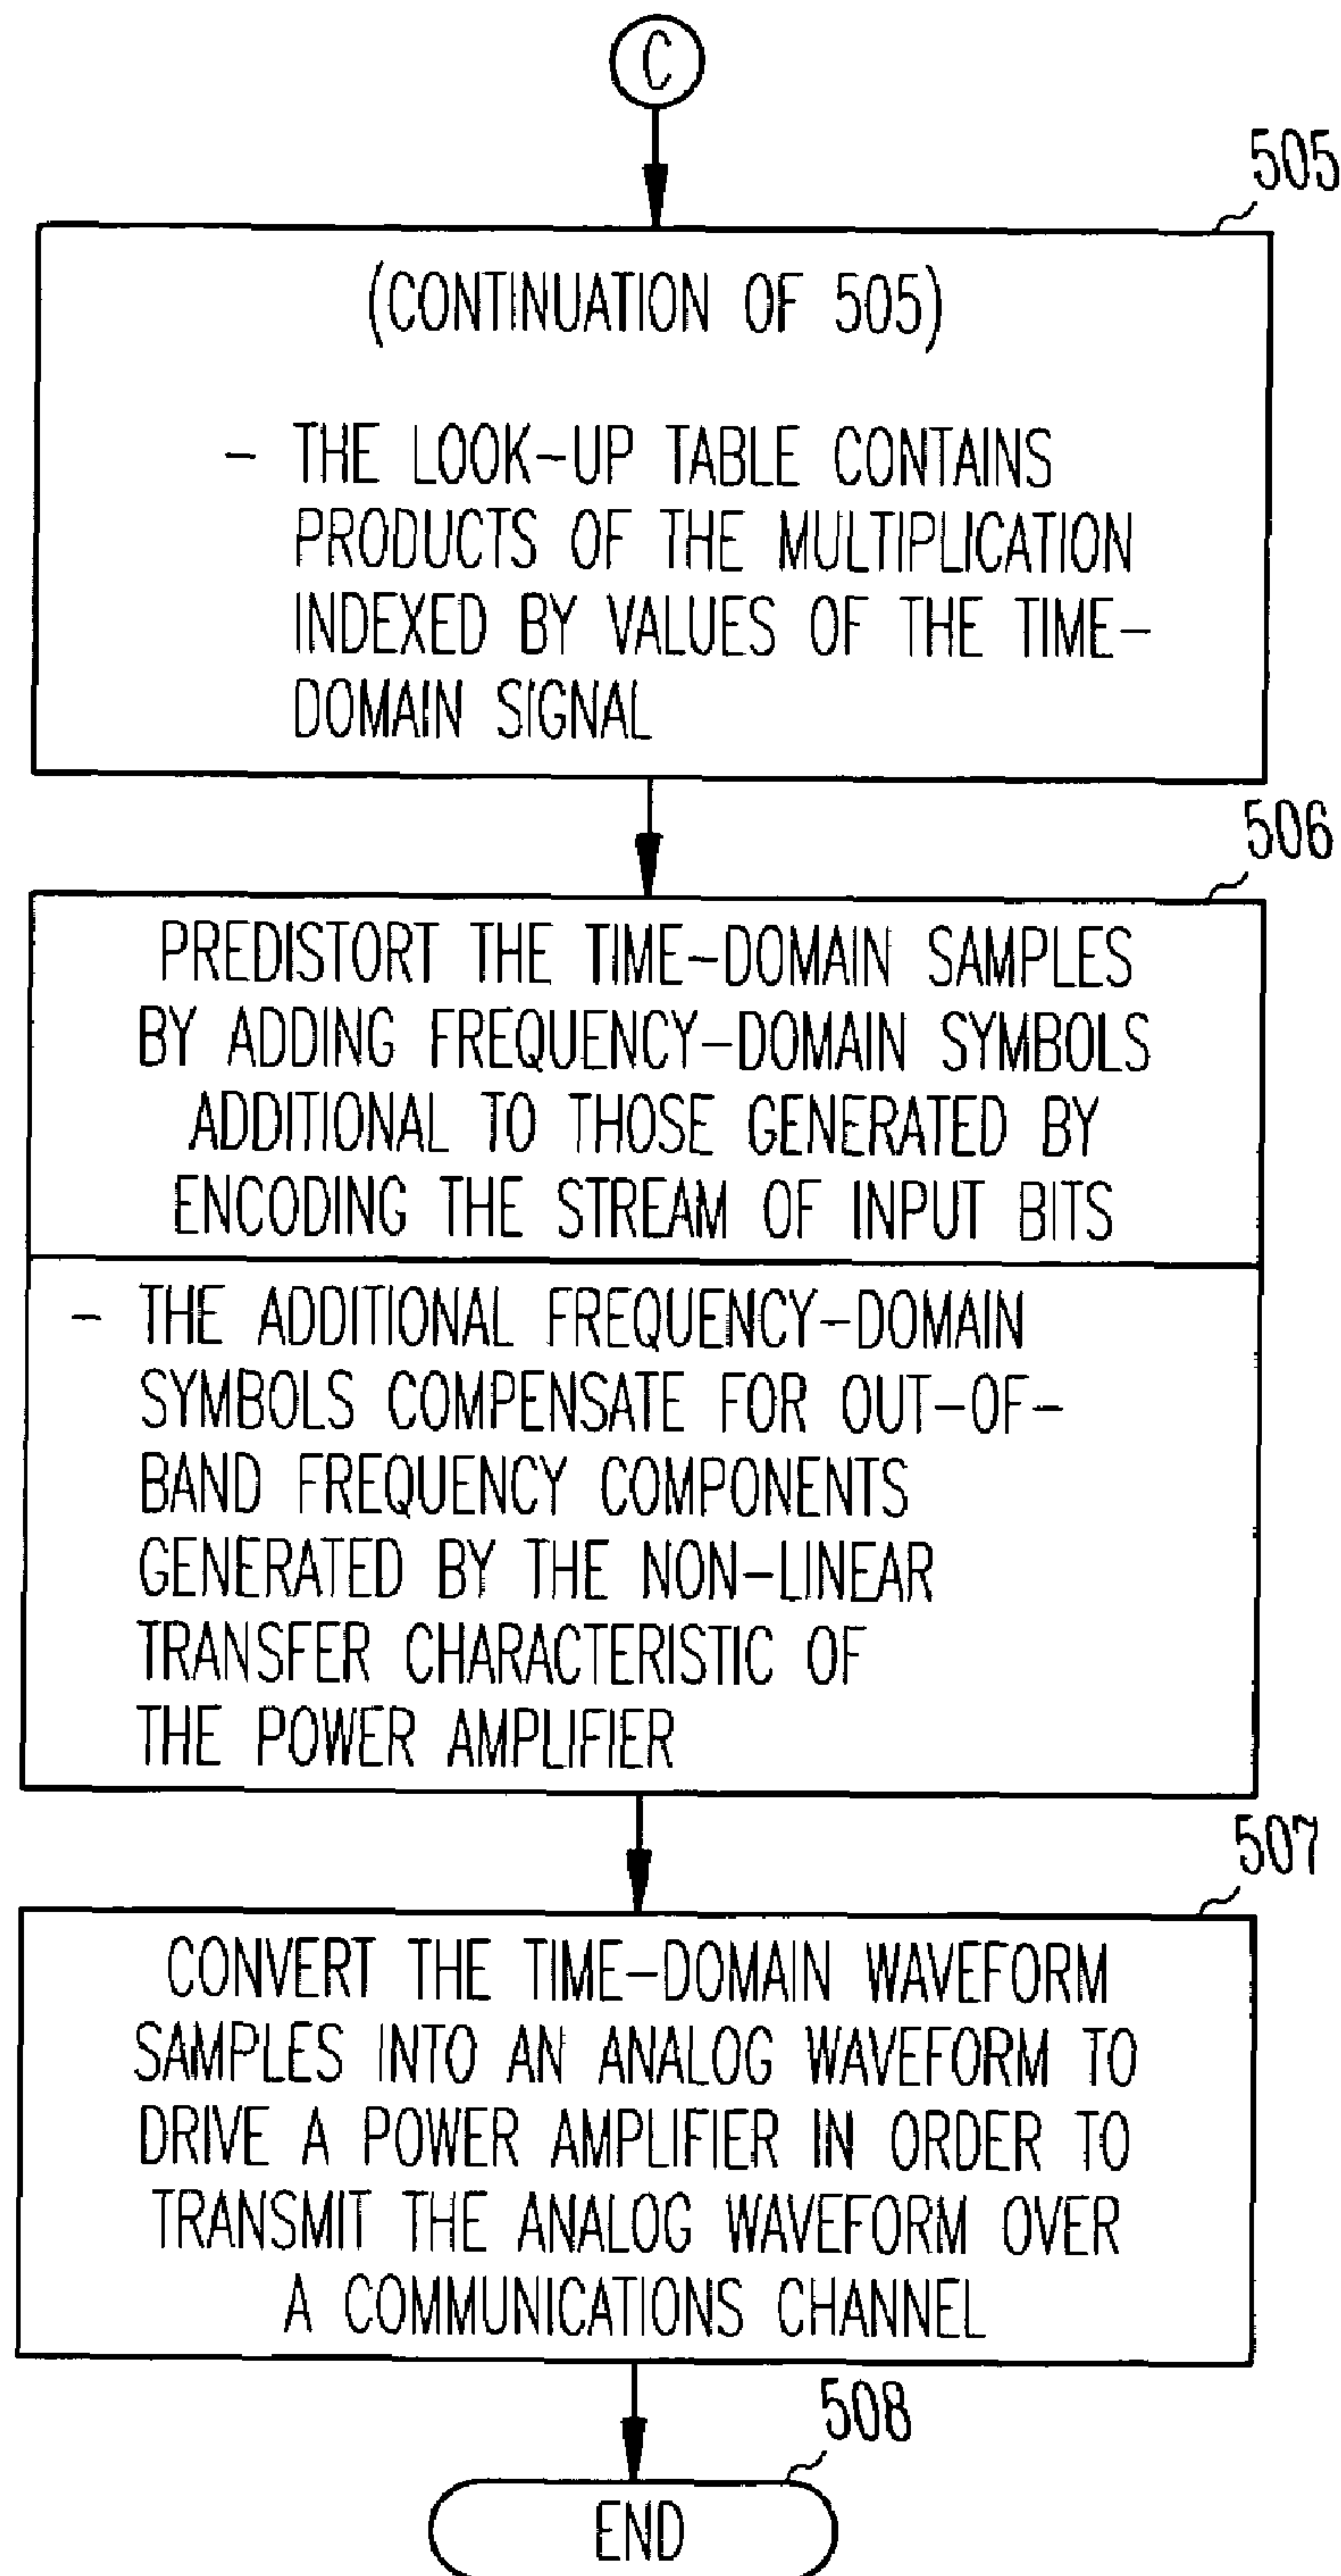 C
505
(CONTINUATION OF 505)
- THE LOOK-UP TABLE CONTAINS
PRODUCTS OF THE MULTIPLICATION
INDEXED BY VALUES OF THE TIME-
DOMAIN SIGNAL
506
PREDISTORT THE TIME-DOMAIN SAMPLES
BY ADDING FREQUENCY-DOMAIN SYMBOLS
ADDITIONAL TO THOSE GENERATED BY
ENCODING THE STREAM OF INPUT BITS
- THE ADDITIONAL FREQUENCY-DOMAIN
SYMBOLS COMPENSATE FOR OUT-OF-
BAND FREQUENCY COMPONENTS
GENERATED BY THE NON-LINEAR
TRANSFER CHARACTERISTIC OF
THE POWER AMPLIFIER
507
CONVERT THE TIME-DOMAIN WAVEFORM
SAMPLES INTO AN ANALOG WAVEFORM TO
DRIVE A POWER AMPLIFIER IN ORDER TO
TRANSMIT THE ANALOG WAVEFORM OVER
A COMMUNICATIONS CHANNEL
508
END